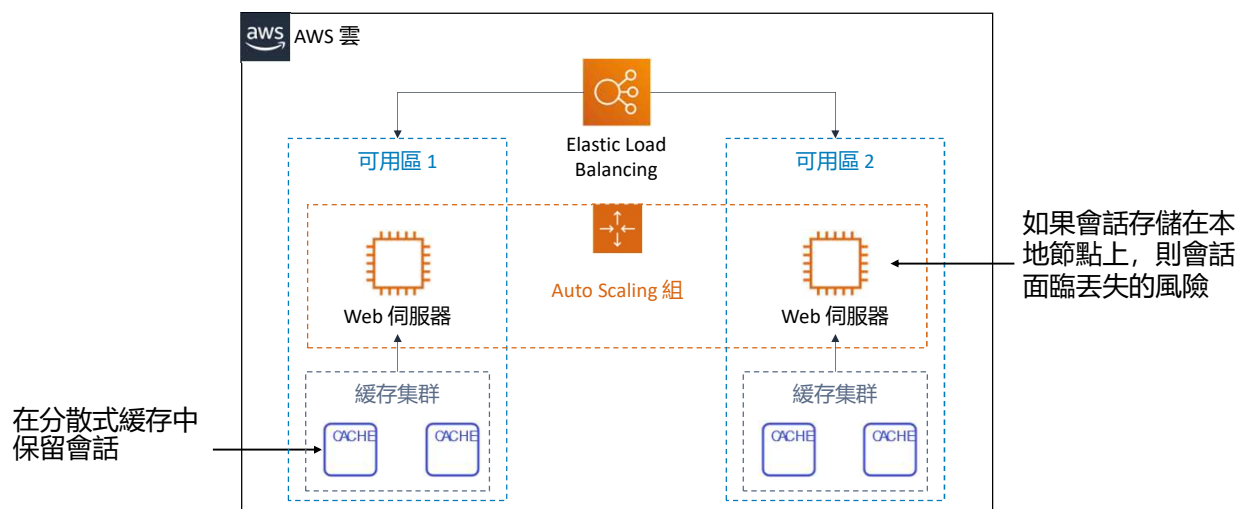 aws
AWS 雲
Elastic Load
Balancing
可用區 1
可用區 2
Auto Scaling 組
Web 伺服器
Web 伺服器
如果會話存儲在本
地節點上，則會話
面臨丟失的風險
緩存集群
緩存集群
在分散式緩存中
保留會話
CACHE
CACHE
CACHE
CACHE